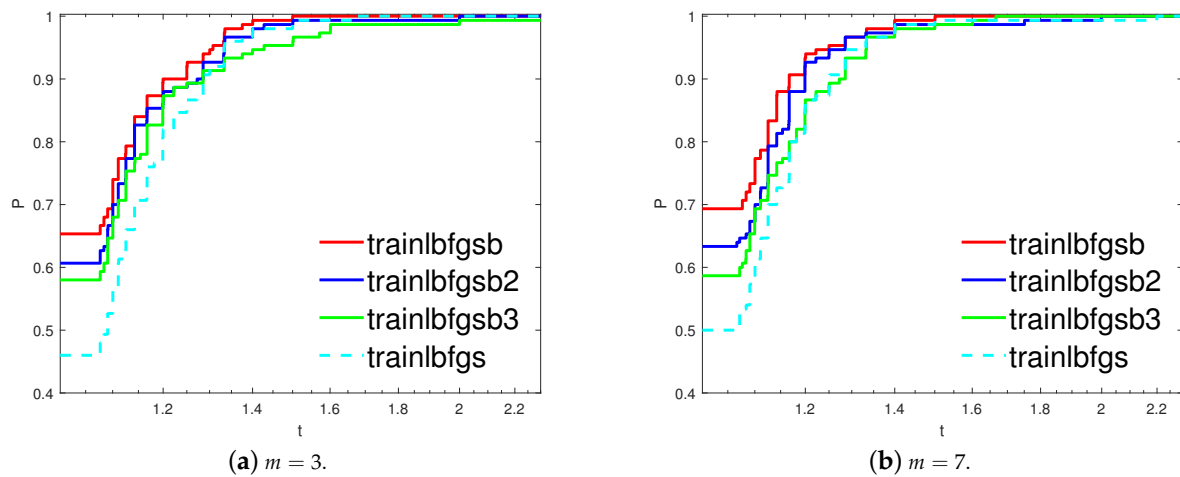 1
0.9
0.8
0.7
0.6
0.5
0.4
P
trainlbfgsb
trainlbfgsb2
trainlbfgsb3
trainlbfgs
1.2 1.4 1.6 1.8 2 2.2
t
(a) m = 3.
1
0.9
0.8
0.7
0.6
0.5
0.4
P
trainlbfgsb
trainlbfgsb2
trainlbfgsb3
trainlbfgs
1.2 1.4 1.6 1.8 2 2.2
t
(b) m = 7.